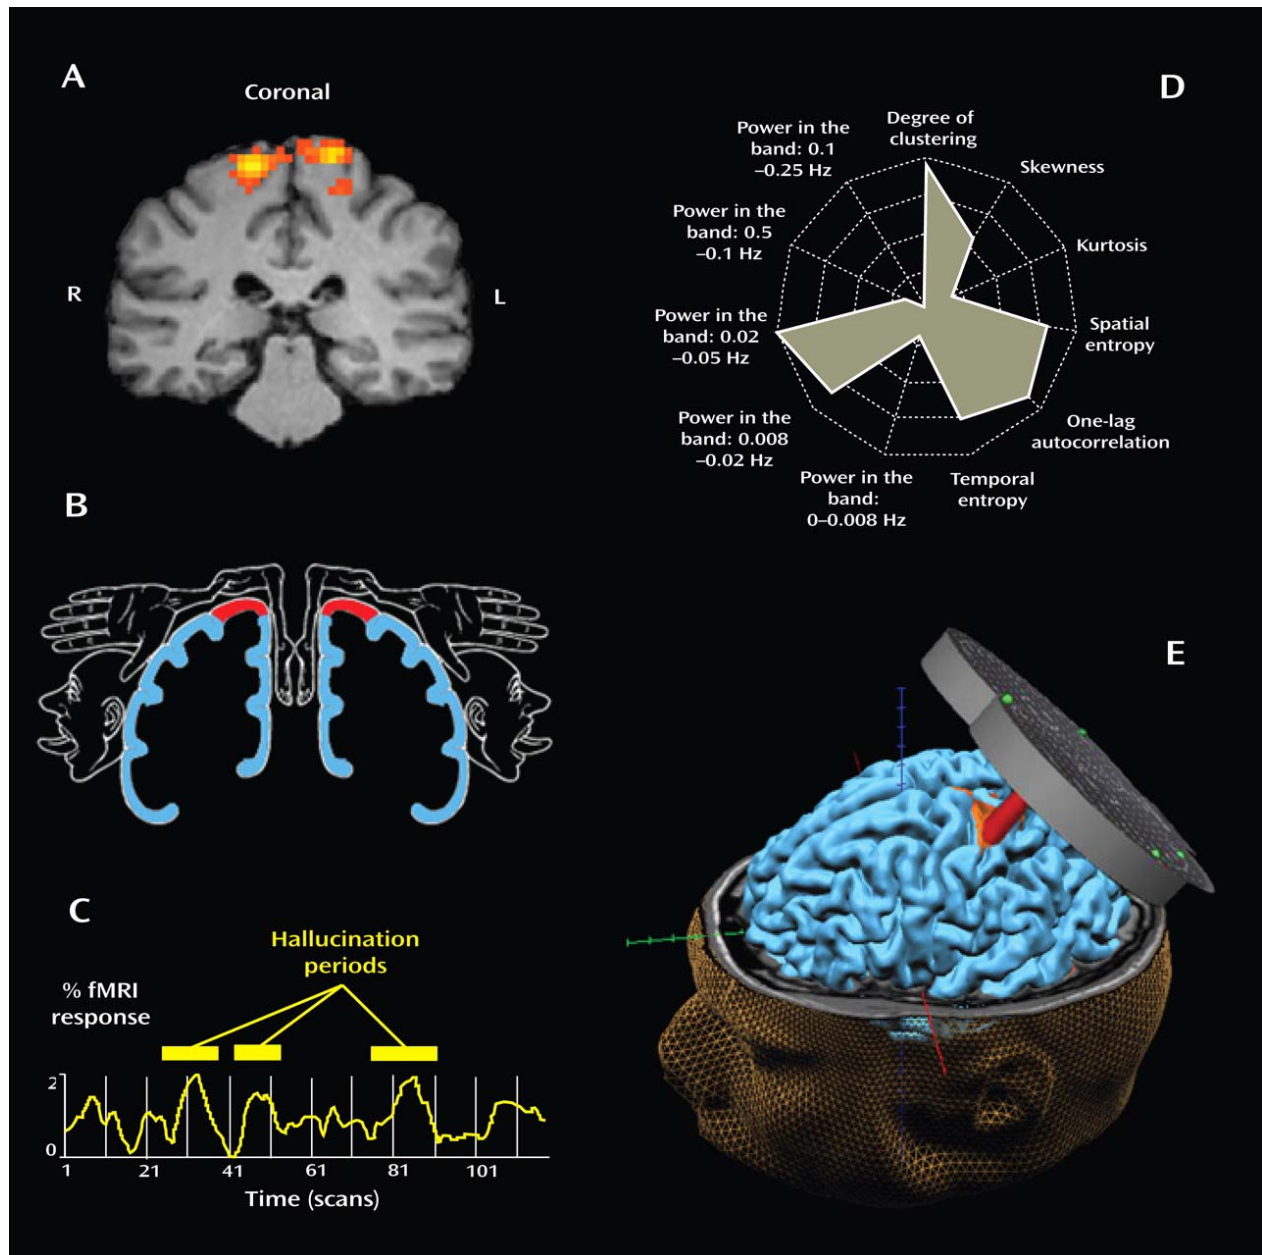 A
Coronal
R
L
B
C
Hallucination
periods
% fMRI
response
2
0
1
21
41
61
81
101
Time (scans)
D
Degree of
clustering
Skewness
Kurtosis
Spatial
entropy
One-lag
autocorrelation
Temporal
entropy
Power in the
band:
0–0.008 Hz
Power in the
band: 0.008
–0.02 Hz
Power in the
band: 0.02
–0.05 Hz
Power in the
band: 0.5
–0.1 Hz
Power in the
band: 0.1
–0.25 Hz
E